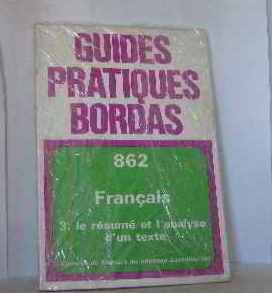 GUIDES
PRATIQUES
BORDAS
862
Français
3. le résumé et l'analyse
d'un texte